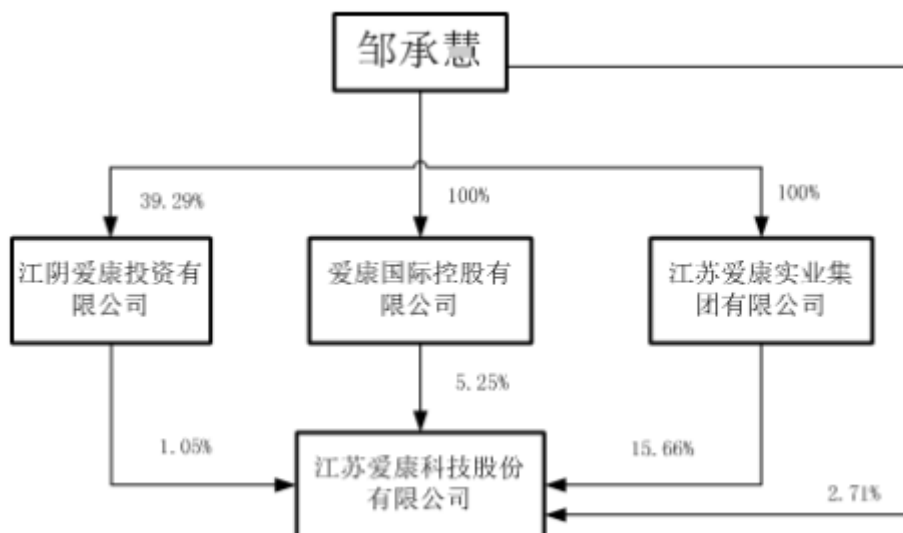 邹承慧
39.29%
100%
100%
江阴爱康投资有
限公司
爱康国际控股有
限公司
江苏爱康实业集
团有限公司
1.05%
5.25%
15.66%
2.71%
江苏爱康科技股份
有限公司